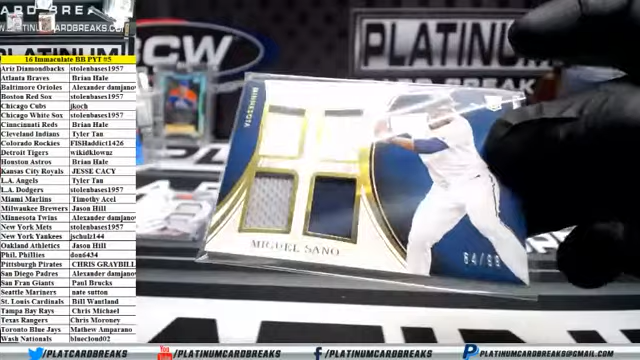 16 Immaculate BB PYT #5
Ariz Diamondbacks stolenbases1957
Atlanta Braves Brian Hale
Baltimore Orioles Alexander damjanov
Boston Red Sox stolenbases1957
Chicago Cubs jkoch
Chicago White Sox stolenbases1957
Cincinnati Reds Brian Hale
Cleveland Indians Tyler Tan
Colorado Rockies FISHaddict1426
Detroit Tigers wikidklownz
Houston Astros Brian Hale
Kansas City Royals JESSE CACY
L.A. Angels Tyler Tan
L.A. Dodgers stolenbases1957
Miami Marlins Timothy Acel
Milwaukee Brewers Jason Hill
Minnesota Twins Alexander damjanov
New York Mets stolenbases1957
New York Yankees jschulz144
Oakland Athletics Jason Hill
Phil, Phillies don6434
Pittsburgh Pirates CHRIS GRAYBILL
San Diego Padres Alexander damjanov
San Fran Giants Paul Brucks
Seattle Mariners nate sutton
St. Louis Cardinals Bill Wantland
Tampa Bay Rays Chris Michael
Texas Rangers Chris Moroney
Toronto Blue Jays Mathew Amparano
Wash Nationals bluecloud02
PLATINUM
MINNESOTA
MIGUEL SANO
/PLATCARDBREAKS
/PLATINUMCARDBREAKS
/PLATINUMCARDBREAKS
PLATINUMCARDBREAKS@GMAIL.COM